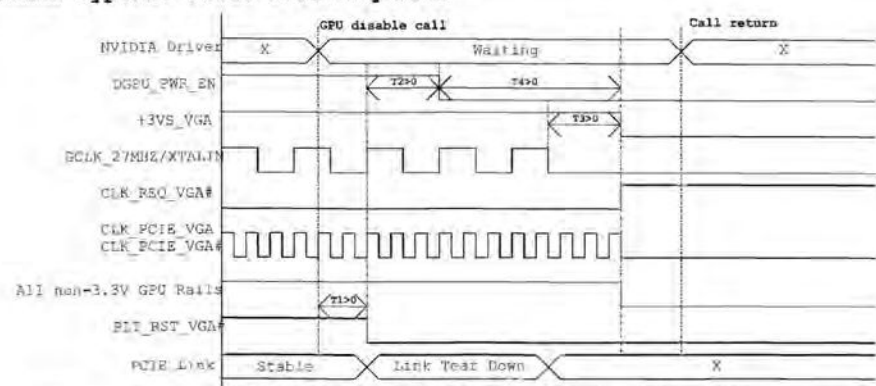 GPU disable call
Call return
NVIDIA Driver X Waiting X
DGPU_PWR_EN T2>0 T4>0
+3VS_VGA T3>0
GCLK_27MHZ/XTALIN
CLK_REQ_VGA#
CLK_PCIE_VGA
CLK_PCIE_VGA#
All non-3.3V GPU Rails
T1>0
PLT_RST_VGA#
PCIE Link Stable Link Tear Down X